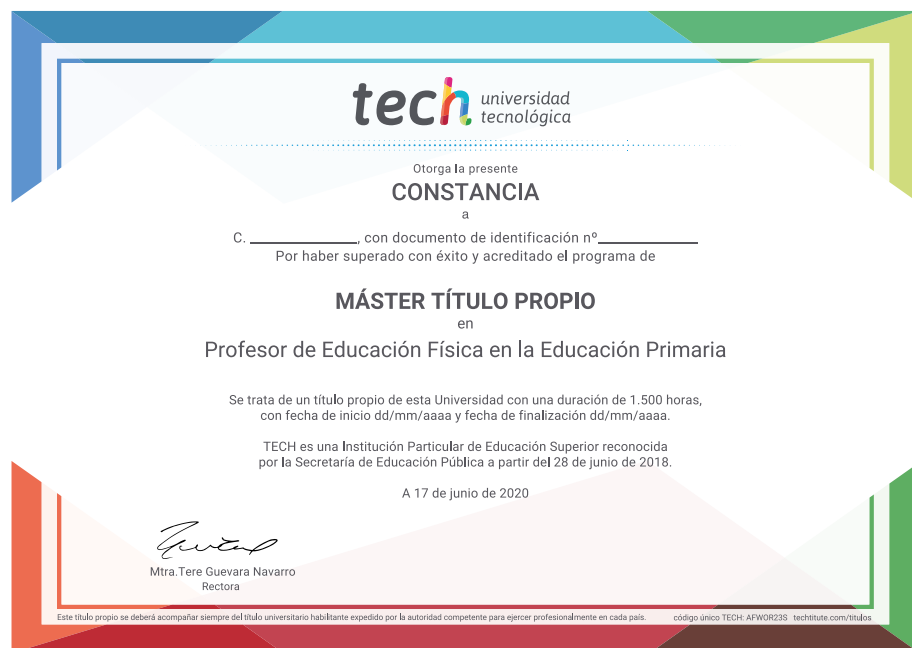 tech universidad
tecnológica
Otorga la presente
CONSTANCIA
a
C. ______________, con documento de identificación nº______________
Por haber superado con éxito y acreditado el programa de
MÁSTER TÍTULO PROPIO
en
Profesor de Educación Física en la Educación Primaria
Se trata de un título propio de esta Universidad con una duración de 1.500 horas,
con fecha de inicio dd/mm/aaaa y fecha de finalización dd/mm/aaaa.
TECH es una Institución Particular de Educación Superior reconocida
por la Secretaría de Educación Pública a partir del 28 de junio de 2018.
A 17 de junio de 2020
Mtra.Tere Guevara Navarro
Rectora
Este título propio se deberá acompañar siempre del título universitario habilitante expedido por la autoridad competente para ejercer profesionalmente en cada país. código único TECH: AFWOR23S techtitute.com/titulos